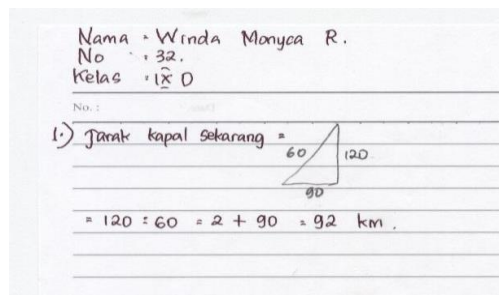 Nama : Winda Monyca R.
No : 32.
Kelas : IX D
No. :
1.) Jarak kapal sekarang =
60
120
90
= 120 : 60 = 2 + 90 = 92 km.